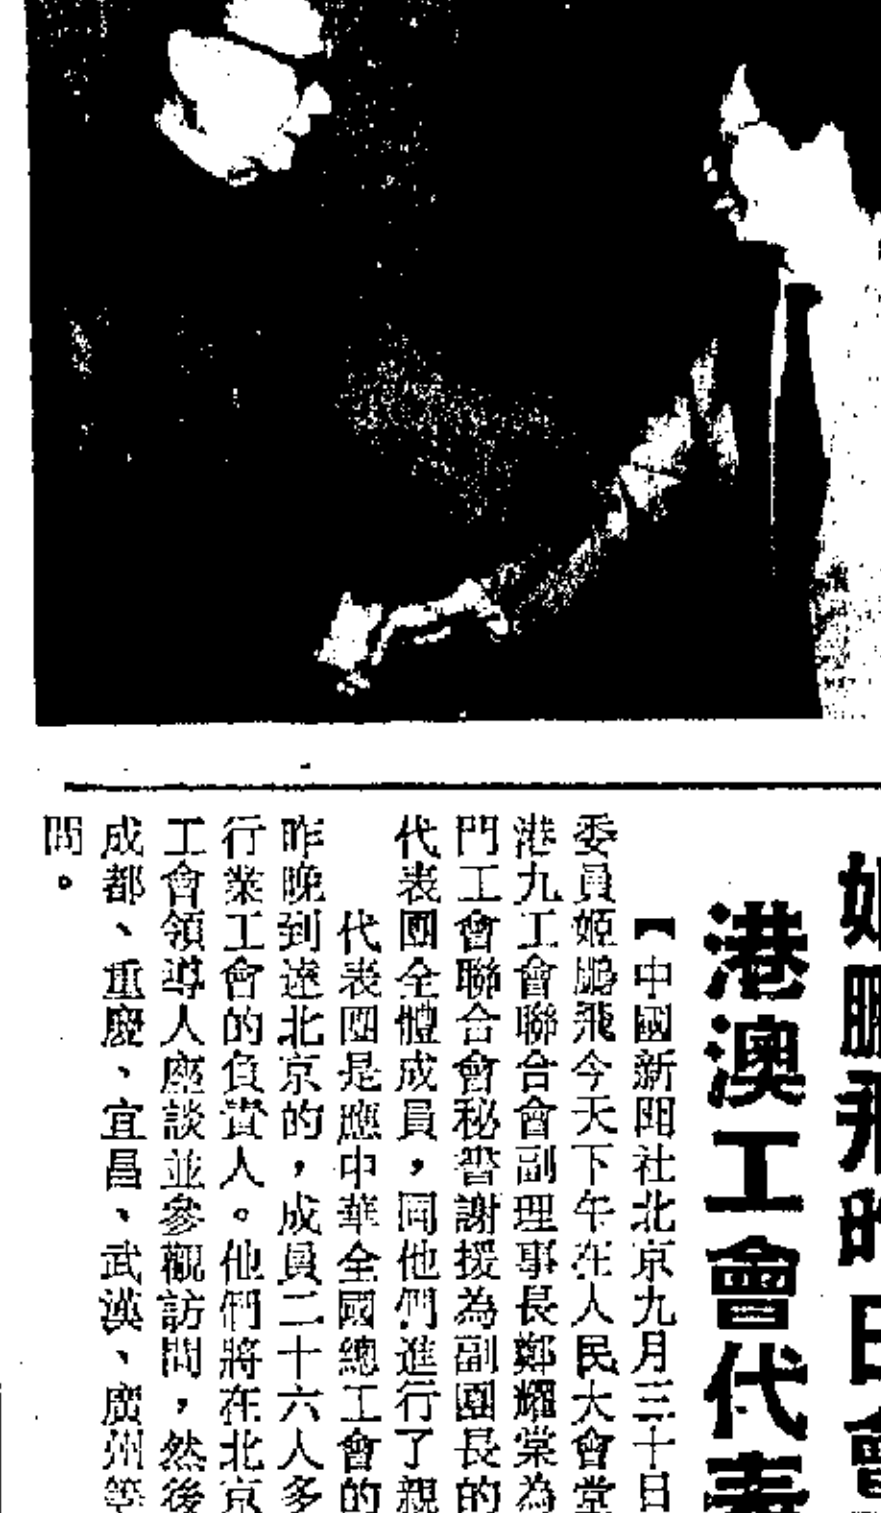 姬鵬飛昨日會
港澳工會代表
【中國新聞社北京九月三十日
委員姬鵬飛今天下午在人民大會堂
港九工會聯合會副理事長鄭耀棠為
門工會聯合會秘書謝援為副團長的
代表團全體成員，同他們進行了親
代表團是應中華全國總工會的
昨晚到達北京的，成員二十六人多
行業工會的負責人。他們將在北京
工會領導人座談並參觀訪問，然後
成都、重慶、宜昌、武漢、廣州等
問。